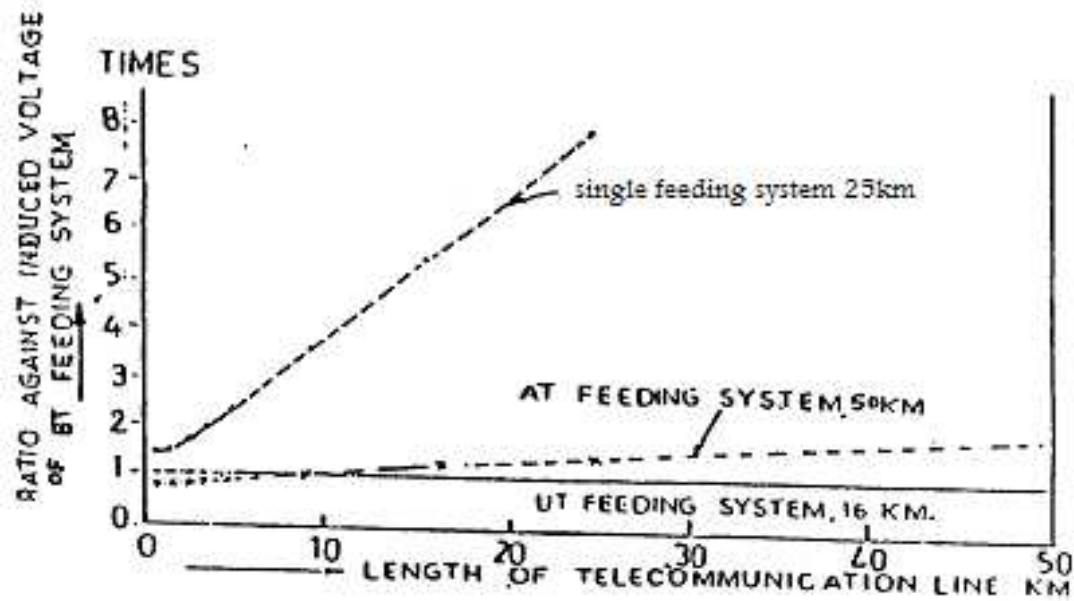 RATIO AGAINST INDUCED VOLTAGE
OF BT FEEDING SYSTEM
TIMES
8
7
6
5
4
3
2
1
0
single feeding system 25km
AT FEEDING SYSTEM, 50KM
UT FEEDING SYSTEM, 16 KM.
0 10 20 30 40 50
LENGTH OF TELECOMMUNICATION LINE KM